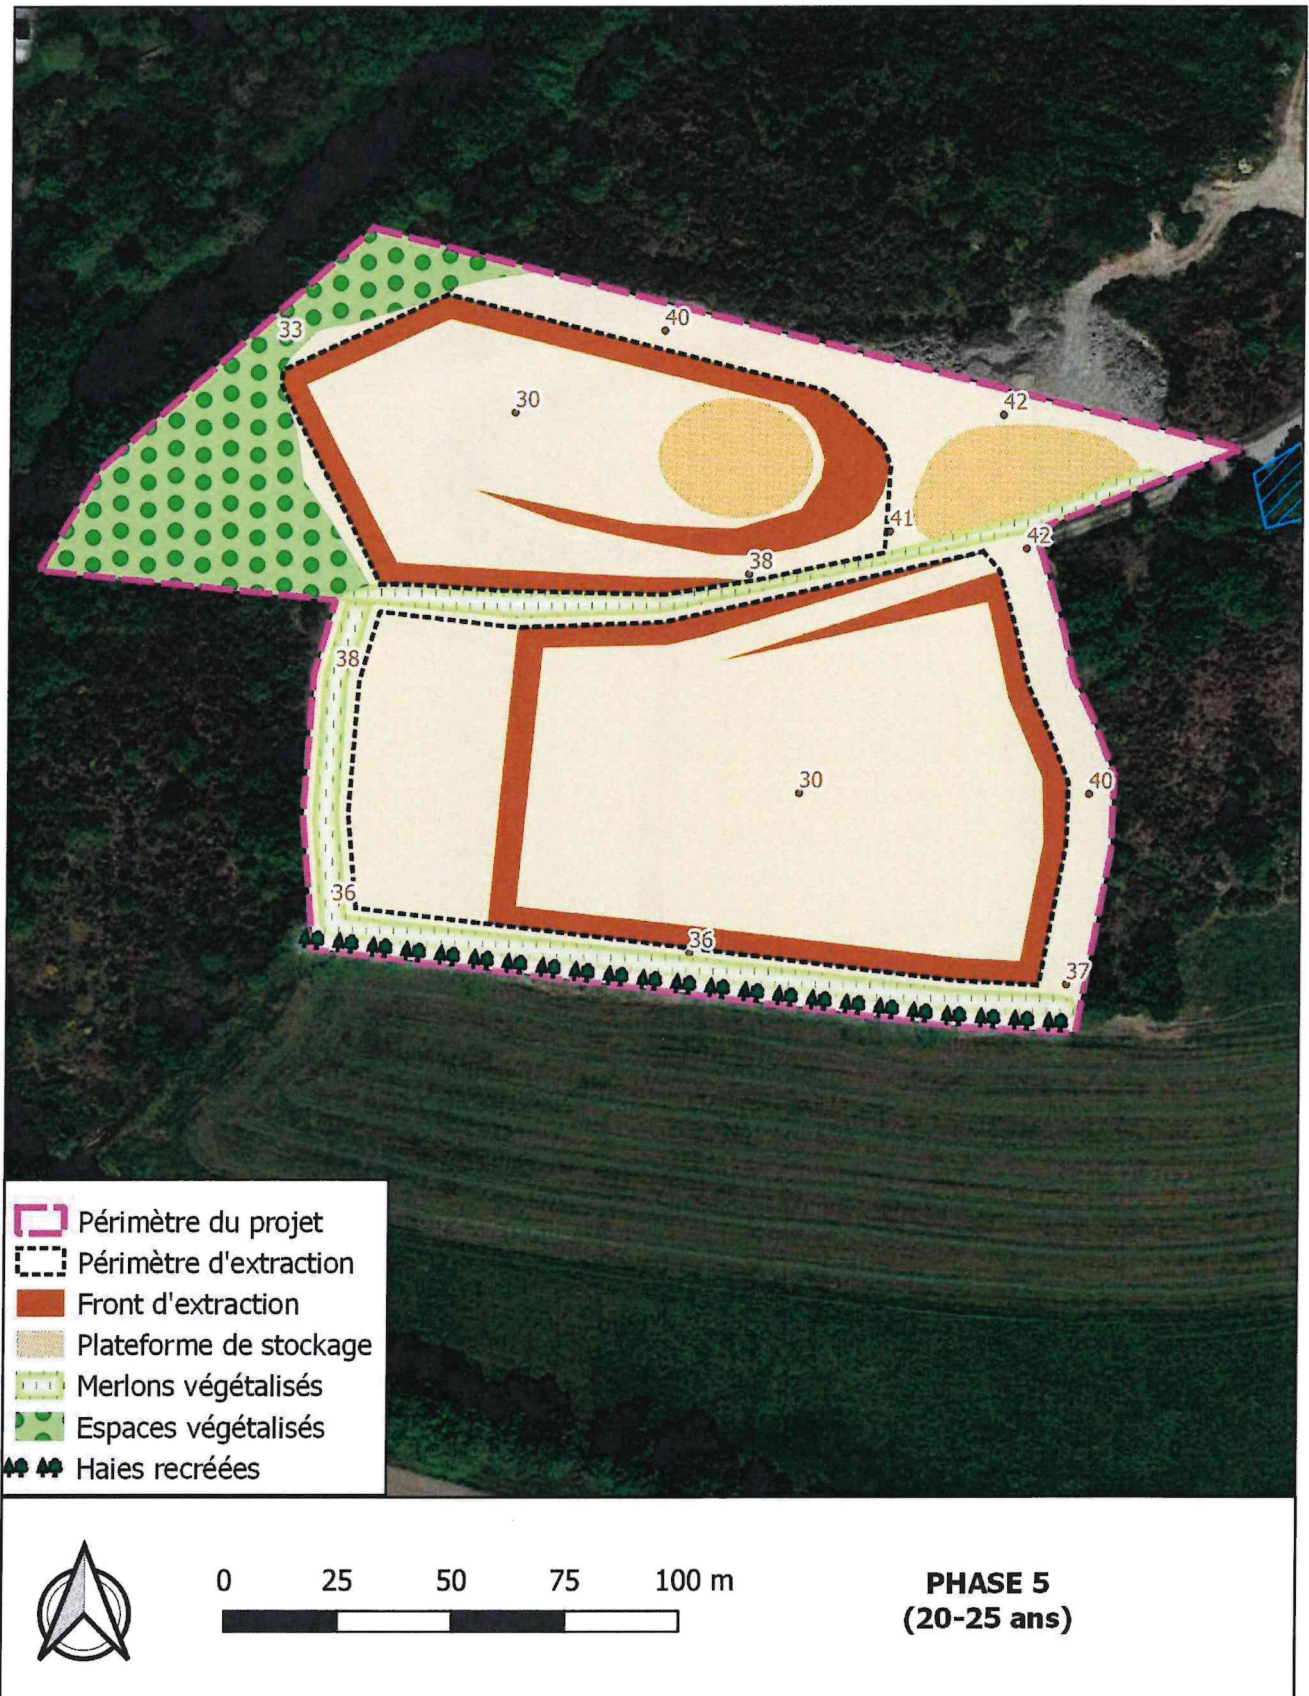 33
40
30
42
41
42
38
38
30
40
36
36
37
Périmètre du projet
Périmètre d'extraction
Front d'extraction
Plateforme de stockage
Merlons végétalisés
Espaces végétalisés
Haies recréées
0 25 50 75 100 m
PHASE 5
(20-25 ans)